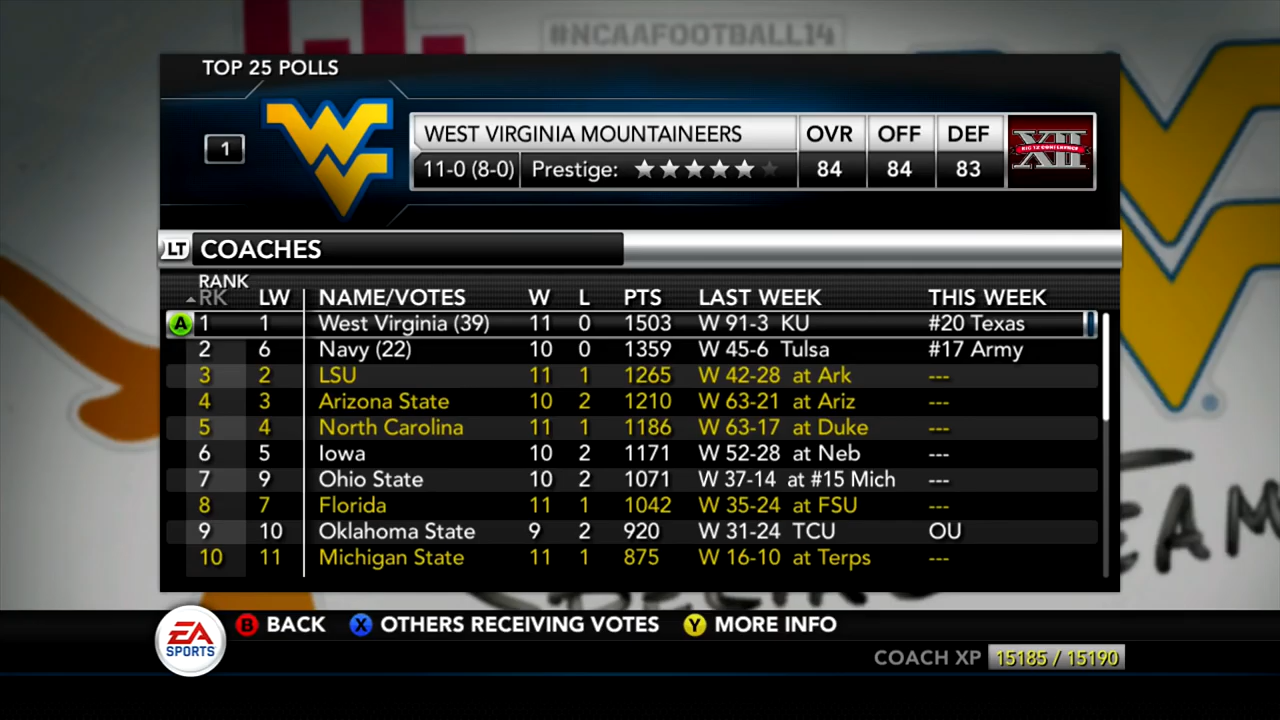 #NCAAFOOTBALL14
TOP 25 POLLS
1
WEST VIRGINIA MOUNTAINEERS OVR OFF DEF
11-0 (8-0) Prestige: 84 84 83
XII
BIG 12 CONFERENCE
LT COACHES
RANK
RK LW NAME/VOTES W L PTS LAST WEEK THIS WEEK
A 1 1 West Virginia (39) 11 0 1503 W 91-3 KU #20 Texas
2 6 Navy (22) 10 0 1359 W 45-6 Tulsa #17 Army
3 2 LSU 11 1 1265 W 42-28 at Ark ---
4 3 Arizona State 10 2 1210 W 63-21 at Ariz ---
5 4 North Carolina 11 1 1186 W 63-17 at Duke ---
6 5 Iowa 10 2 1171 W 52-28 at Neb ---
7 9 Ohio State 10 2 1071 W 37-14 at #15 Mich ---
8 7 Florida 11 1 1042 W 35-24 at FSU ---
9 10 Oklahoma State 9 2 920 W 31-24 TCU OU
10 11 Michigan State 11 1 875 W 16-10 at Terps ---
EA
SPORTS
B BACK X OTHERS RECEIVING VOTES Y MORE INFO
COACH XP 15185 / 15190